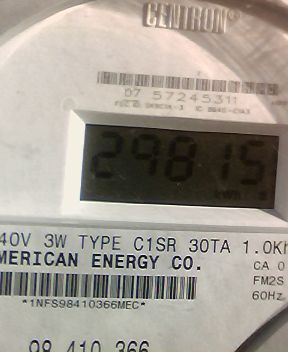 CENTRON®
07 57245311
29815
40V 3W TYPE C1SR 30TA 1.0Kh
MERICAN ENERGY CO.
CA 0
FM2S
60Hz
*1NFS98410366MEC*
98 410 366